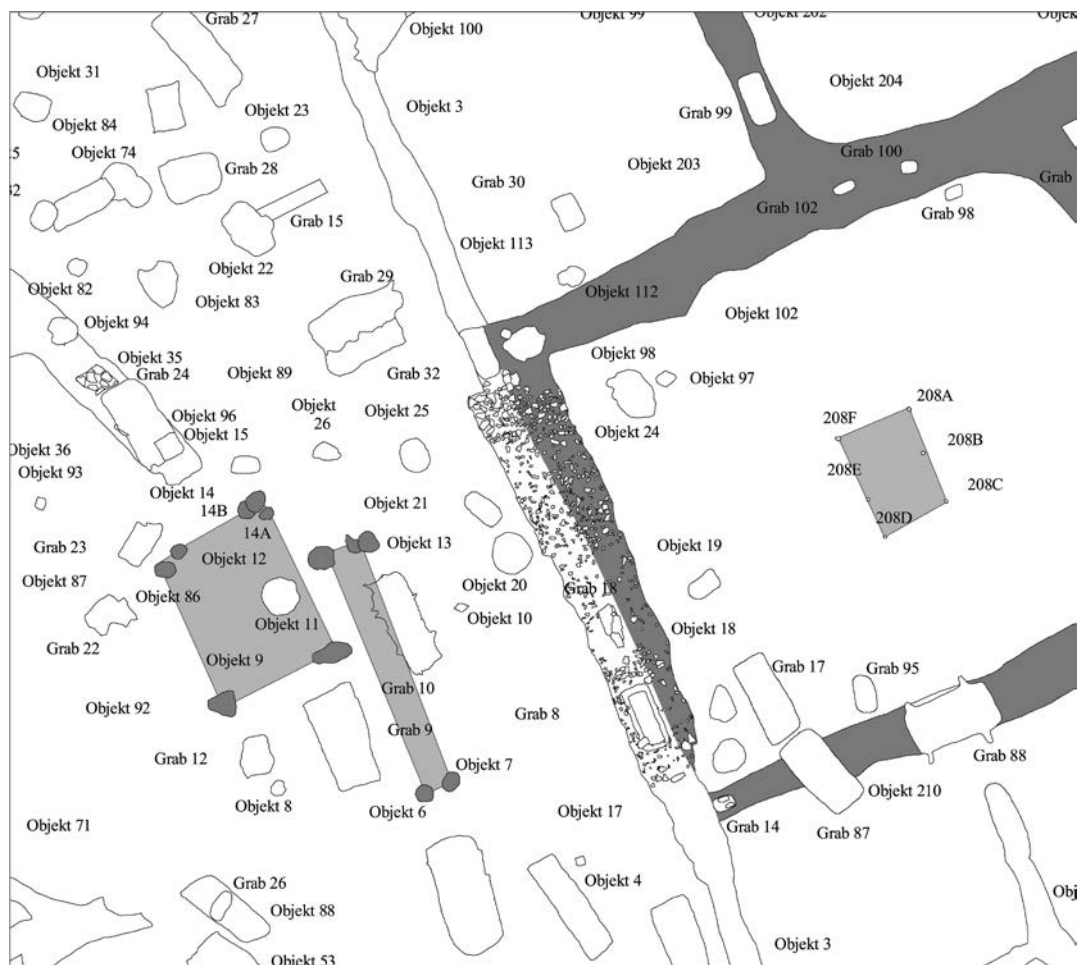 Grab 27
Objekt 100
Objekt 99
Objekt 202
Objekt 31
Objekt 84
Objekt 74
Objekt 23
Objekt 3
Grab 99
Objekt 204
Grab 28
Grab 30
Objekt 203
Grab 100
Grab
32
Grab 15
Grab 102
Grab 98
Objekt 22
Objekt 113
Objekt 82
Objekt 83
Grab 29
Objekt 112
Objekt 102
Objekt 94
Objekt 35
Grab 24
Objekt 89
Grab 32
Objekt 98
Objekt 97
Objekt 96
Objekt 15
Objekt
26
Objekt 25
Objekt 24
208A
208F
208B
Objekt 36
Objekt 93
208E
208C
Objekt 14
14B
14A
Objekt 21
208D
Grab 23
Objekt 12
Objekt 13
Objekt 19
Objekt 87
Objekt 86
Objekt 20
Grab 18
Objekt 11
Objekt 10
Objekt 18
Grab 22
Objekt 9
Grab 17
Grab 95
Objekt 92
Grab 10
Grab 8
Grab 12
Grab 9
Grab 88
Objekt 7
Objekt 8
Objekt 6
Objekt 17
Objekt 210
Objekt 71
Grab 14
Grab 87
Grab 26
Objekt 88
Objekt 4
Objekt 53
Objekt 3